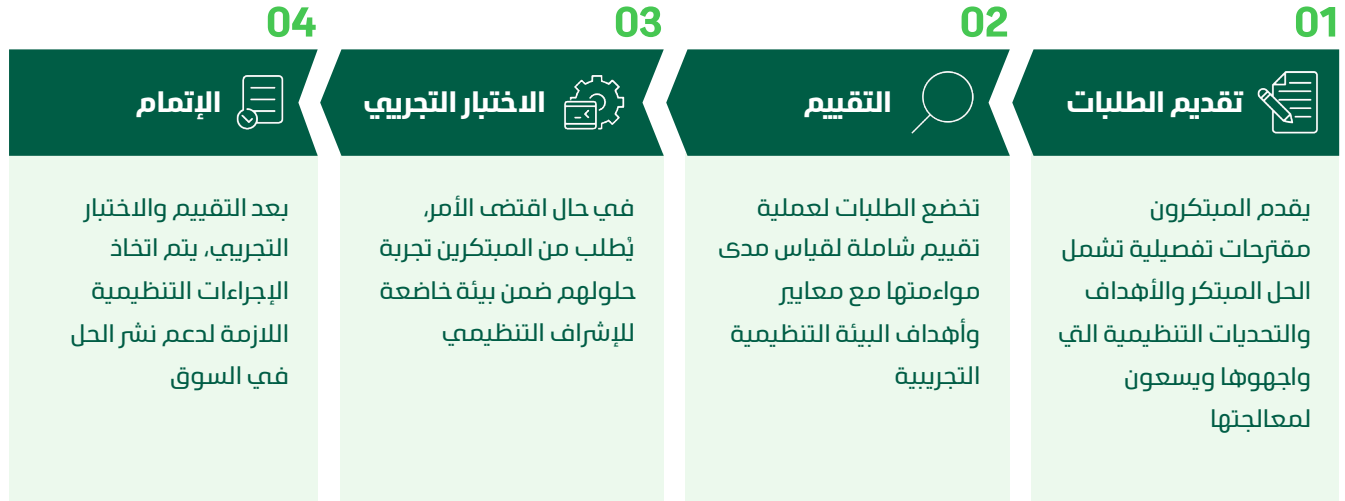 01
تقديم الطلبات
يقدم المبتكرون
مقترحات تفصيلية تشمل
الحل المبتكر والأهداف
والتحديات التنظيمية التي
واجهوها ويسعون
لمعالجتها
02
التقييم
تخضع الطلبات لعملية
تقييم شاملة لقياس مدى
مواءمتها مع معايير
وأهداف البيئة التنظيمية
التجريبية
03
الاختبار التجريبي
في حال اقتضى الأمر،
يُطلب من المبتكرين تجربة
حلولهم ضمن بيئة خاضعة
للإشراف التنظيمي
04
الإتمام
بعد التقييم والاختبار
التجريبي، يتم اتخاذ
الإجراءات التنظيمية
اللازمة لدعم نشر الحل
في السوق